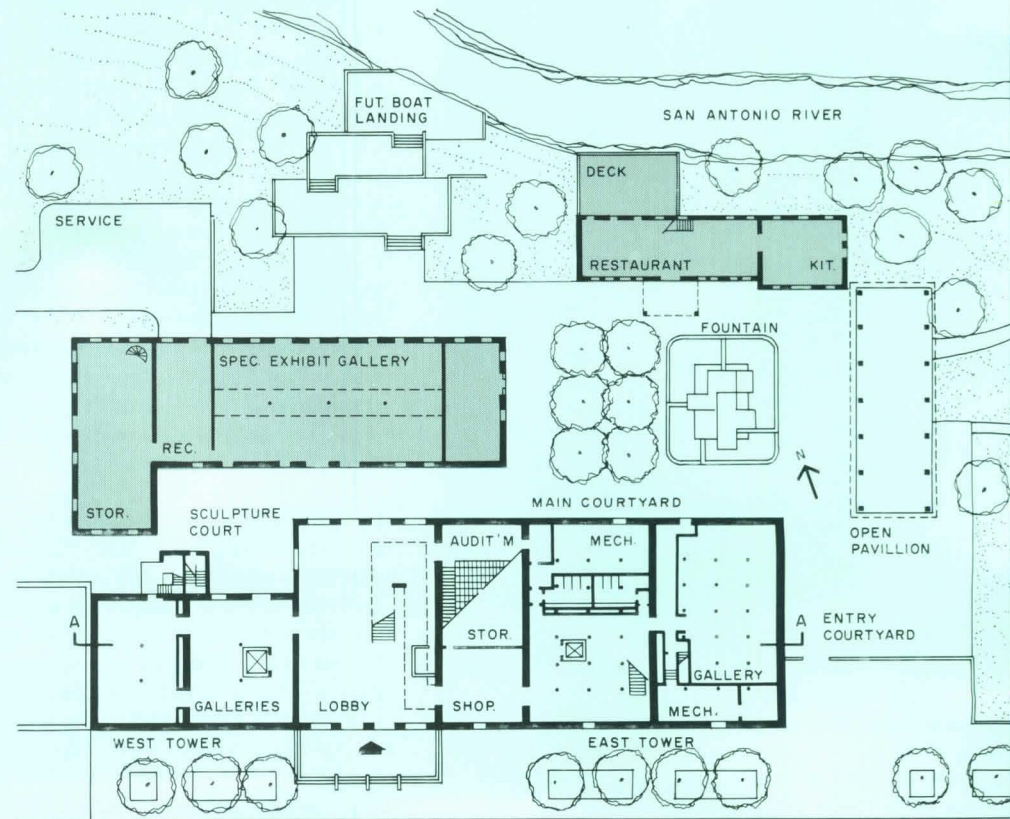 FUT. BOAT
LANDING
SAN ANTONIO RIVER
DECK
SERVICE
RESTAURANT
KIT.
FOUNTAIN
SPEC. EXHIBIT GALLERY
REC.
N
STOR.
SCULPTURE
COURT
MAIN COURTYARD
OPEN
PAVILLION
AUDIT'M
MECH.
A
A
ENTRY
COURTYARD
STOR.
GALLERY
GALLERIES
LOBBY
SHOP.
MECH.
WEST TOWER
EAST TOWER